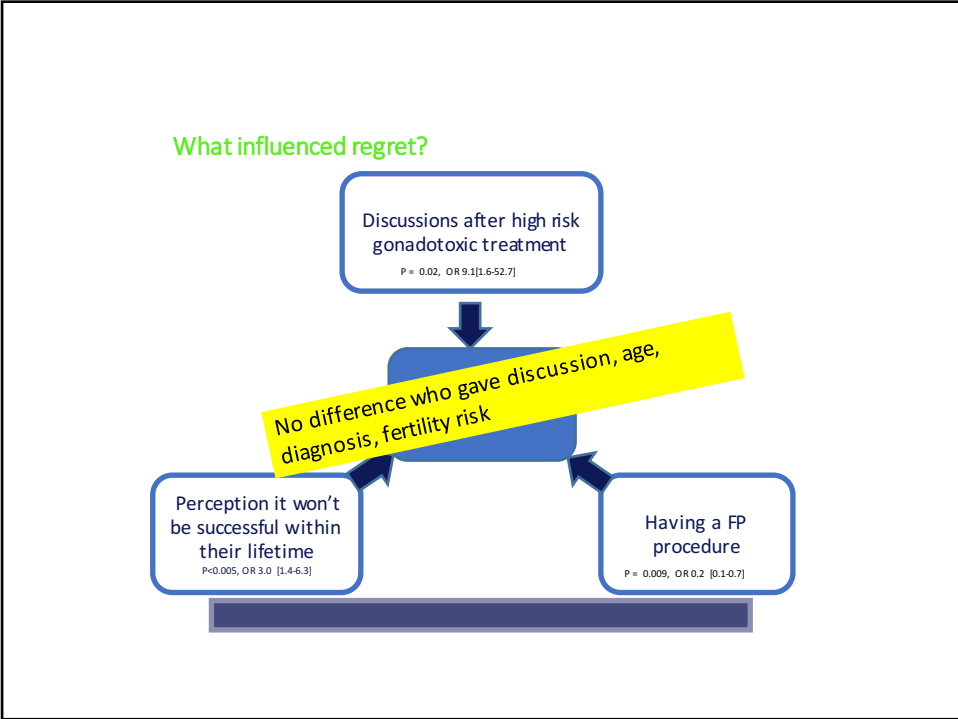 What influenced regret?
Discussions after high risk
gonadotoxic treatment
P = 0.02, OR 9.1[1.6-52.7]
No difference who gave discussion, age,
diagnosis, fertility risk
Perception it won't
be successful within
their lifetime
P<0.005, OR 3.0 [1.4-6.3]
Having a FP
procedure
P = 0.009, OR 0.2 [0.1-0.7]